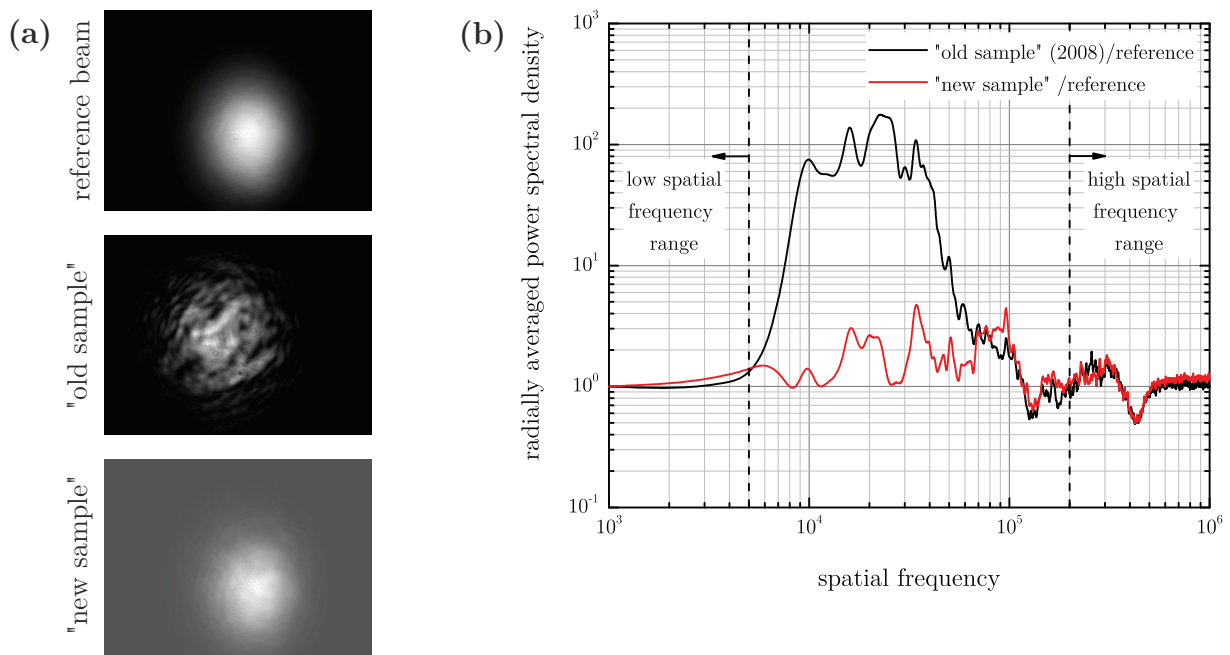 (a)
reference beam
"old sample"
"new sample"
(b)
radially averaged power spectral density
10^3
10^2
10^1
10^0
10^-1
"old sample" (2008)/reference
"new sample" /reference
low spatial
frequency
range
high spatial
frequency
range
10^3
10^4
10^5
10^6
spatial frequency